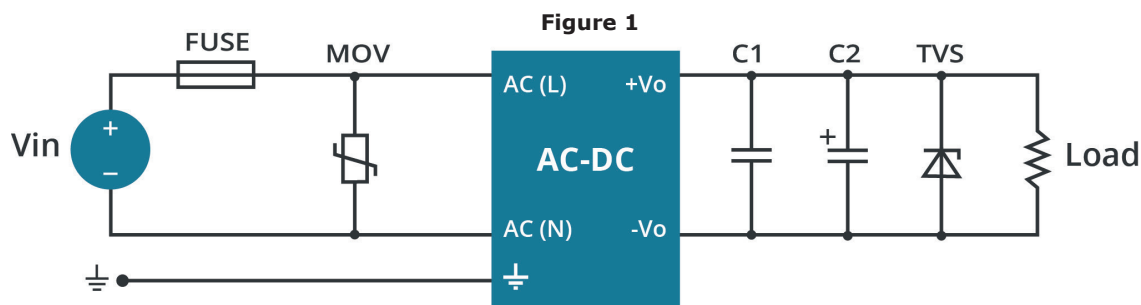 Figure 1
FUSE
MOV
C1
C2
TVS
AC (L)
+Vo
Vin
+
−
AC-DC
+
Load
AC (N)
-Vo